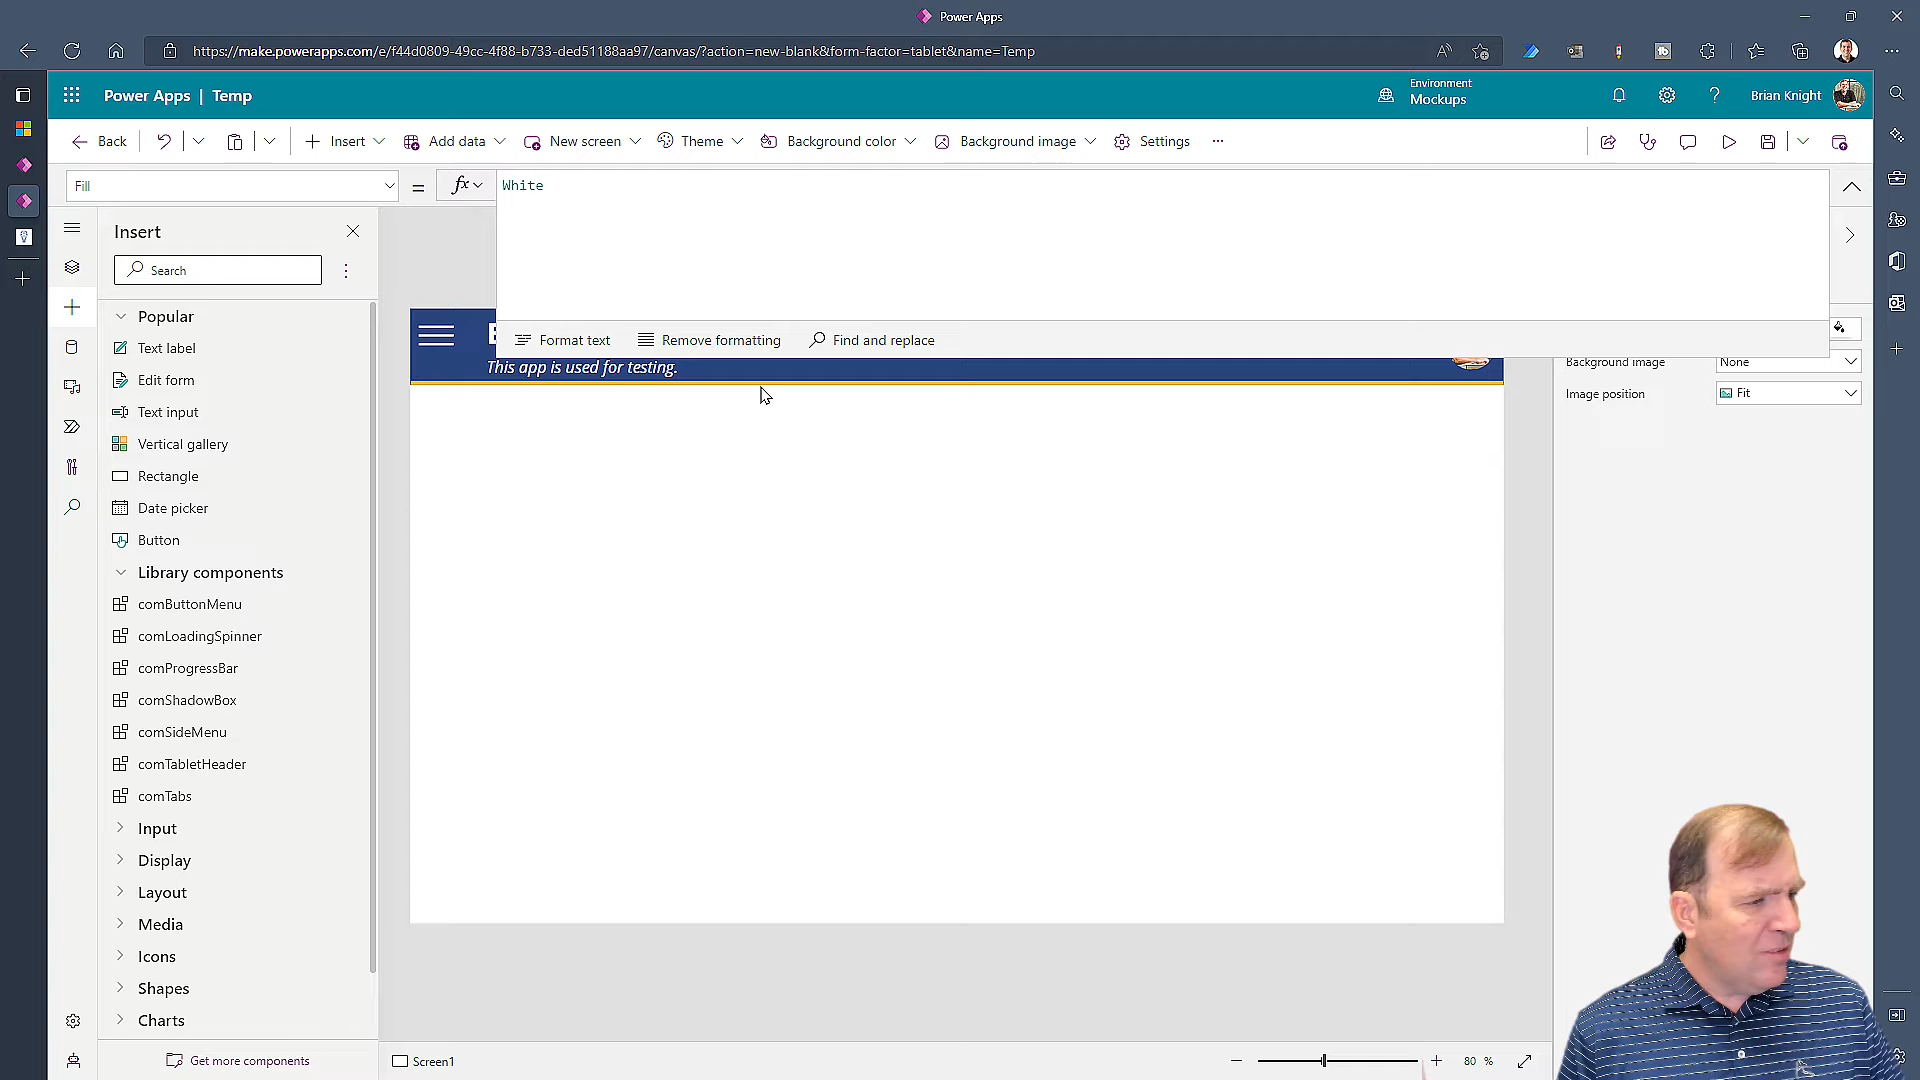 Power Apps
https://make.powerapps.com/e/f44d0809-49cc-4f88-b733-ded51188aa97/canvas/?action=new-blank&form-factor=tablet&name=Temp
Power Apps | Temp
Environment
Mockups
Brian Knight
Back
Insert
Add data
New screen
Theme
Background color
Background image
Settings
Fill
=
fx
White
Format text
Remove formatting
Find and replace
Insert
Search
Popular
Text label
Edit form
Text input
Vertical gallery
Rectangle
Date picker
Button
Library components
comButtonMenu
comLoadingSpinner
comProgressBar
comShadowBox
comSideMenu
comTabletHeader
comTabs
Input
Display
Layout
Media
Icons
Shapes
Charts
Get more components
This app is used for testing.
Background image
None
Image position
Fit
Screen1
80 %